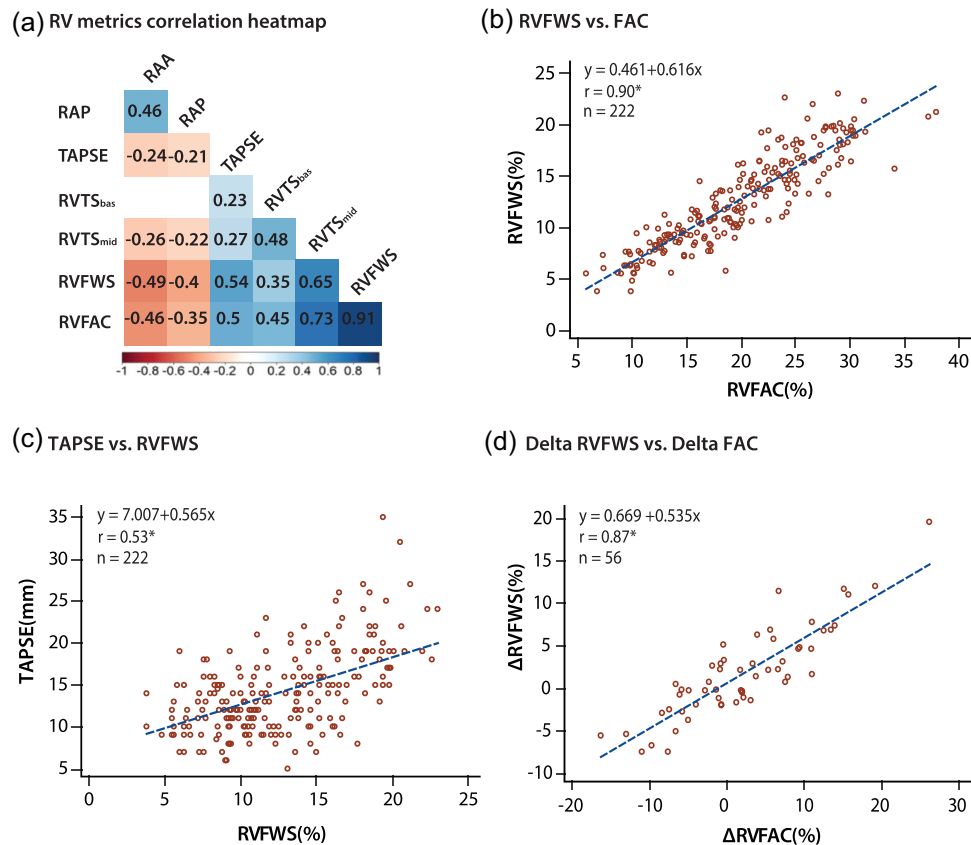 (a) RV metrics correlation heatmap
RAA
RAP
TAPSE
RVTSbas
RVTSmid
RVFWS
RAP 0.46
TAPSE -0.24 -0.21
RVTSbas 0.23
RVTSmid -0.26 -0.22 0.27 0.48
RVFWS -0.49 -0.4 0.54 0.35 0.65
RVFAC -0.46 -0.35 0.5 0.45 0.73 0.91
-1 -0.8 -0.6 -0.4 -0.2 0 0.2 0.4 0.6 0.8 1
(b) RVFWS vs. FAC
y = 0.461+0.616x
r = 0.90*
n = 222
RVFWS(%)
25
20
15
10
5
0
5 10 15 20 25 30 35 40
RVFAC(%)
(c) TAPSE vs. RVFWS
y = 7.007+0.565x
r = 0.53*
n = 222
TAPSE(mm)
35
30
25
20
15
10
5
0 5 10 15 20 25
RVFWS(%)
(d) Delta RVFWS vs. Delta FAC
y = 0.669 +0.535x
r = 0.87*
n = 56
ΔRVFWS(%)
20
15
10
5
0
-5
-10
-20 -10 0 10 20 30
ΔRVFAC(%)